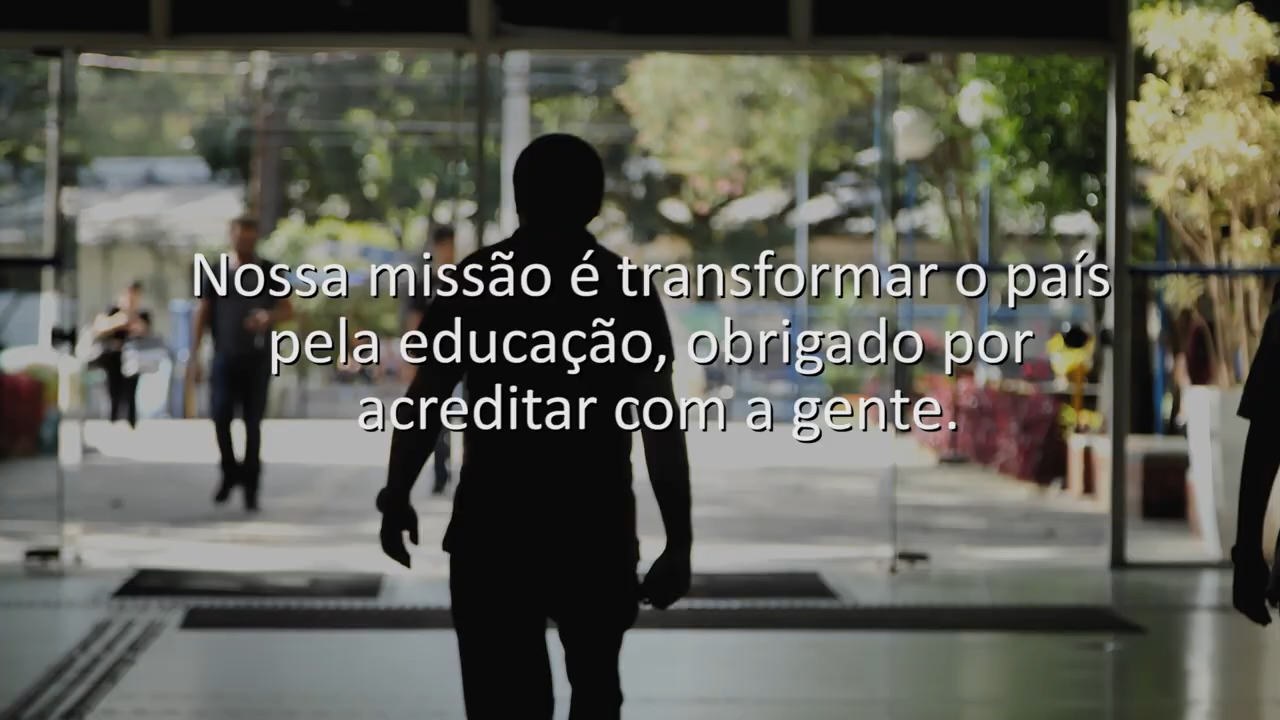 Nossa missão é transformar o país
pela educação, obrigado por
acreditar com a gente.